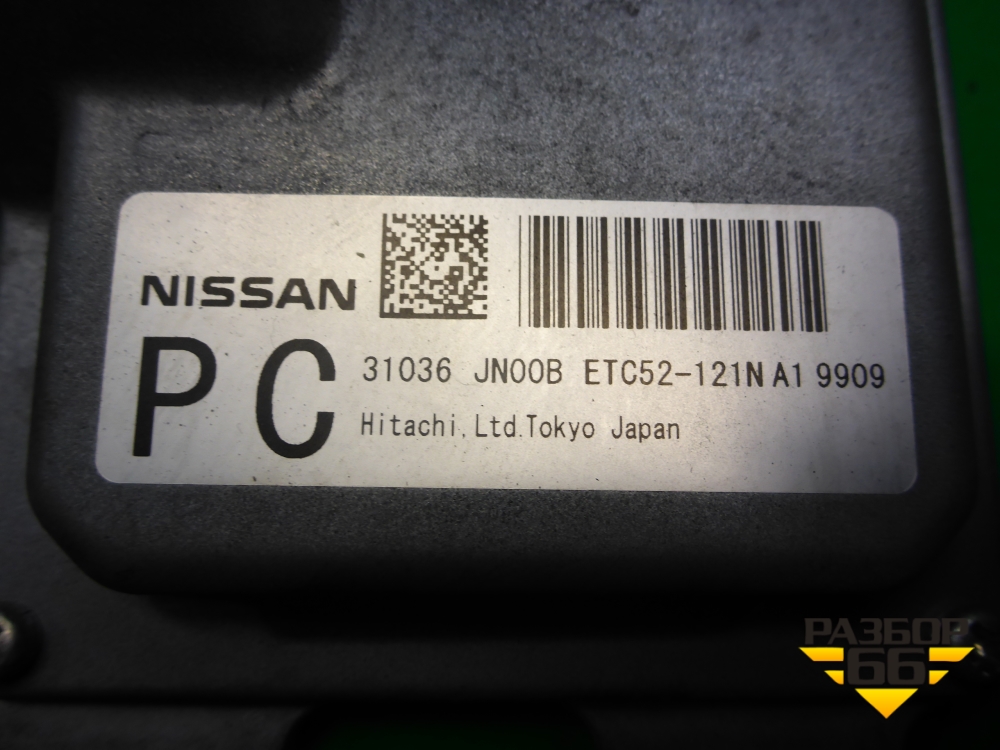 NISSAN
PC
31036 JN00B ETC52-121N A1 9909
Hitachi, Ltd. Tokyo Japan
РАЗБОР
66